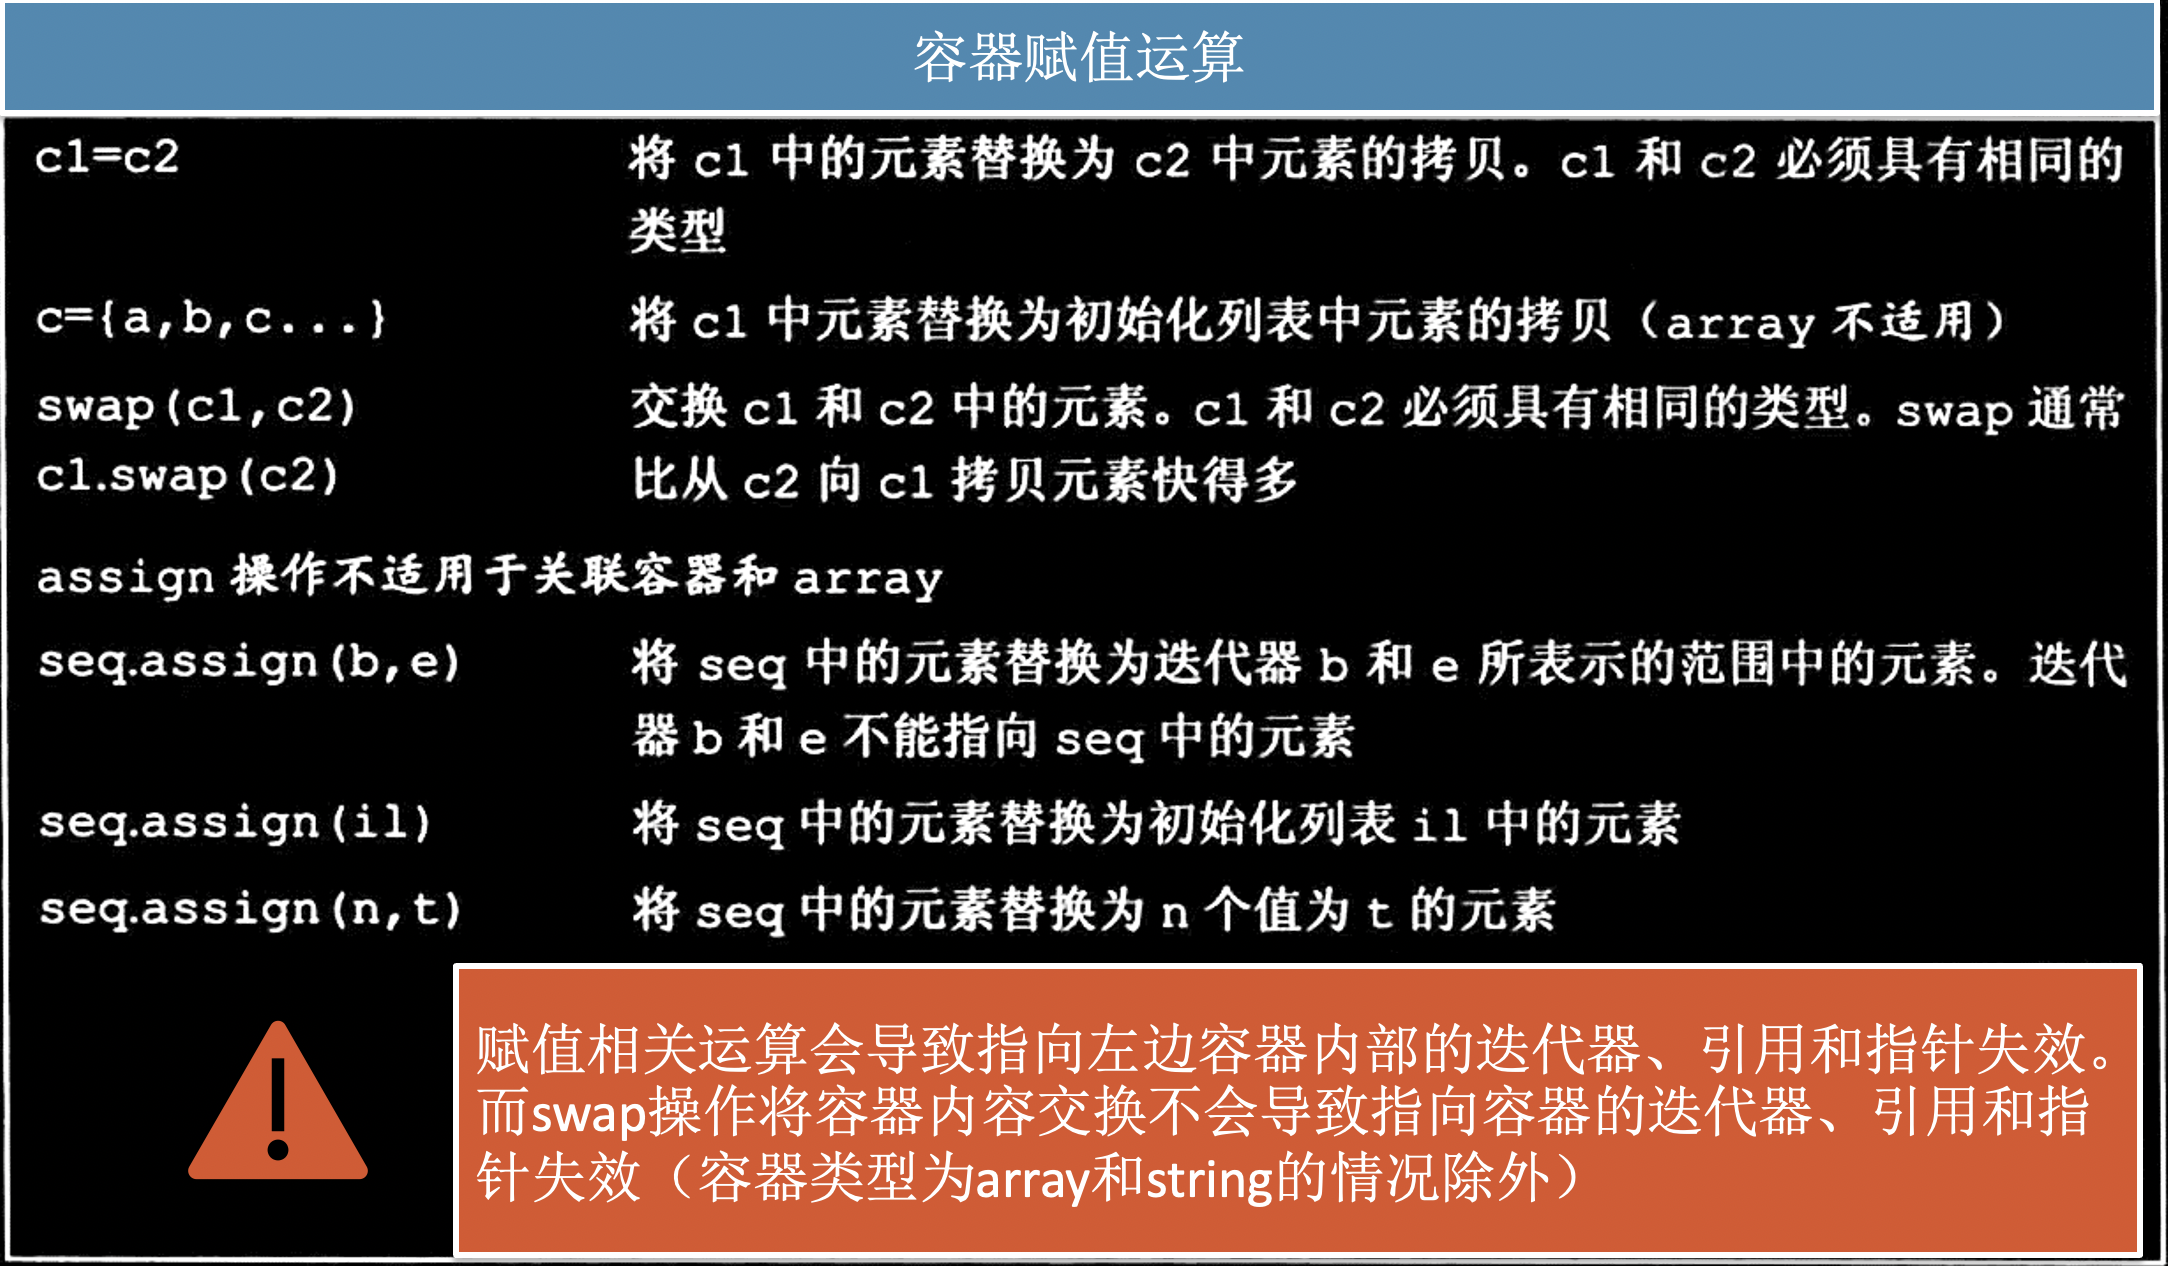 容器赋值运算
c1=c2 将 c1 中的元素替换为 c2 中元素的拷贝。c1 和 c2 必须具有相同的
类型
c={a,b,c...} 将 c1 中元素替换为初始化列表中元素的拷贝（array 不适用）
swap(c1,c2) 交换 c1 和 c2 中的元素。c1 和 c2 必须具有相同的类型。swap 通常
c1.swap(c2) 比从 c2 向 c1 拷贝元素快得多
assign 操作不适用于关联容器和 array
seq.assign(b,e) 将 seq 中的元素替换为迭代器 b 和 e 所表示的范围中的元素。迭代
器 b 和 e 不能指向 seq 中的元素
seq.assign(il) 将 seq 中的元素替换为初始化列表 il 中的元素
seq.assign(n,t) 将 seq 中的元素替换为 n 个值为 t 的元素
赋值相关运算会导致指向左边容器内部的迭代器、引用和指针失效。
而swap操作将容器内容交换不会导致指向容器的迭代器、引用和指
针失效（容器类型为array和string的情况除外）